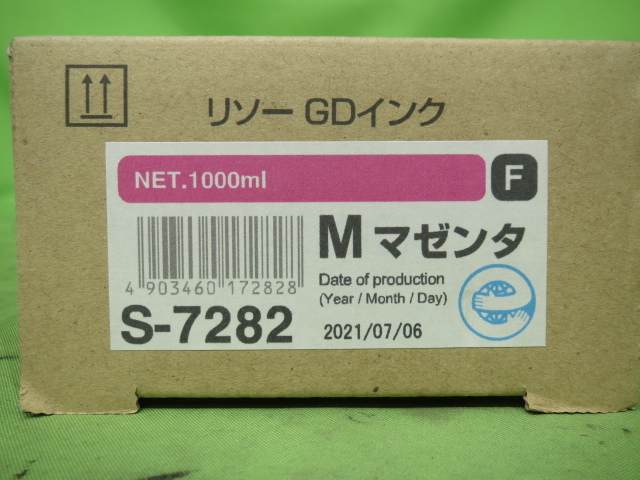 リソー GDインク
NET.1000ml
F
M マゼンタ
4 903460 172828
Date of production
(Year / Month / Day)
S-7282
2021/07/06